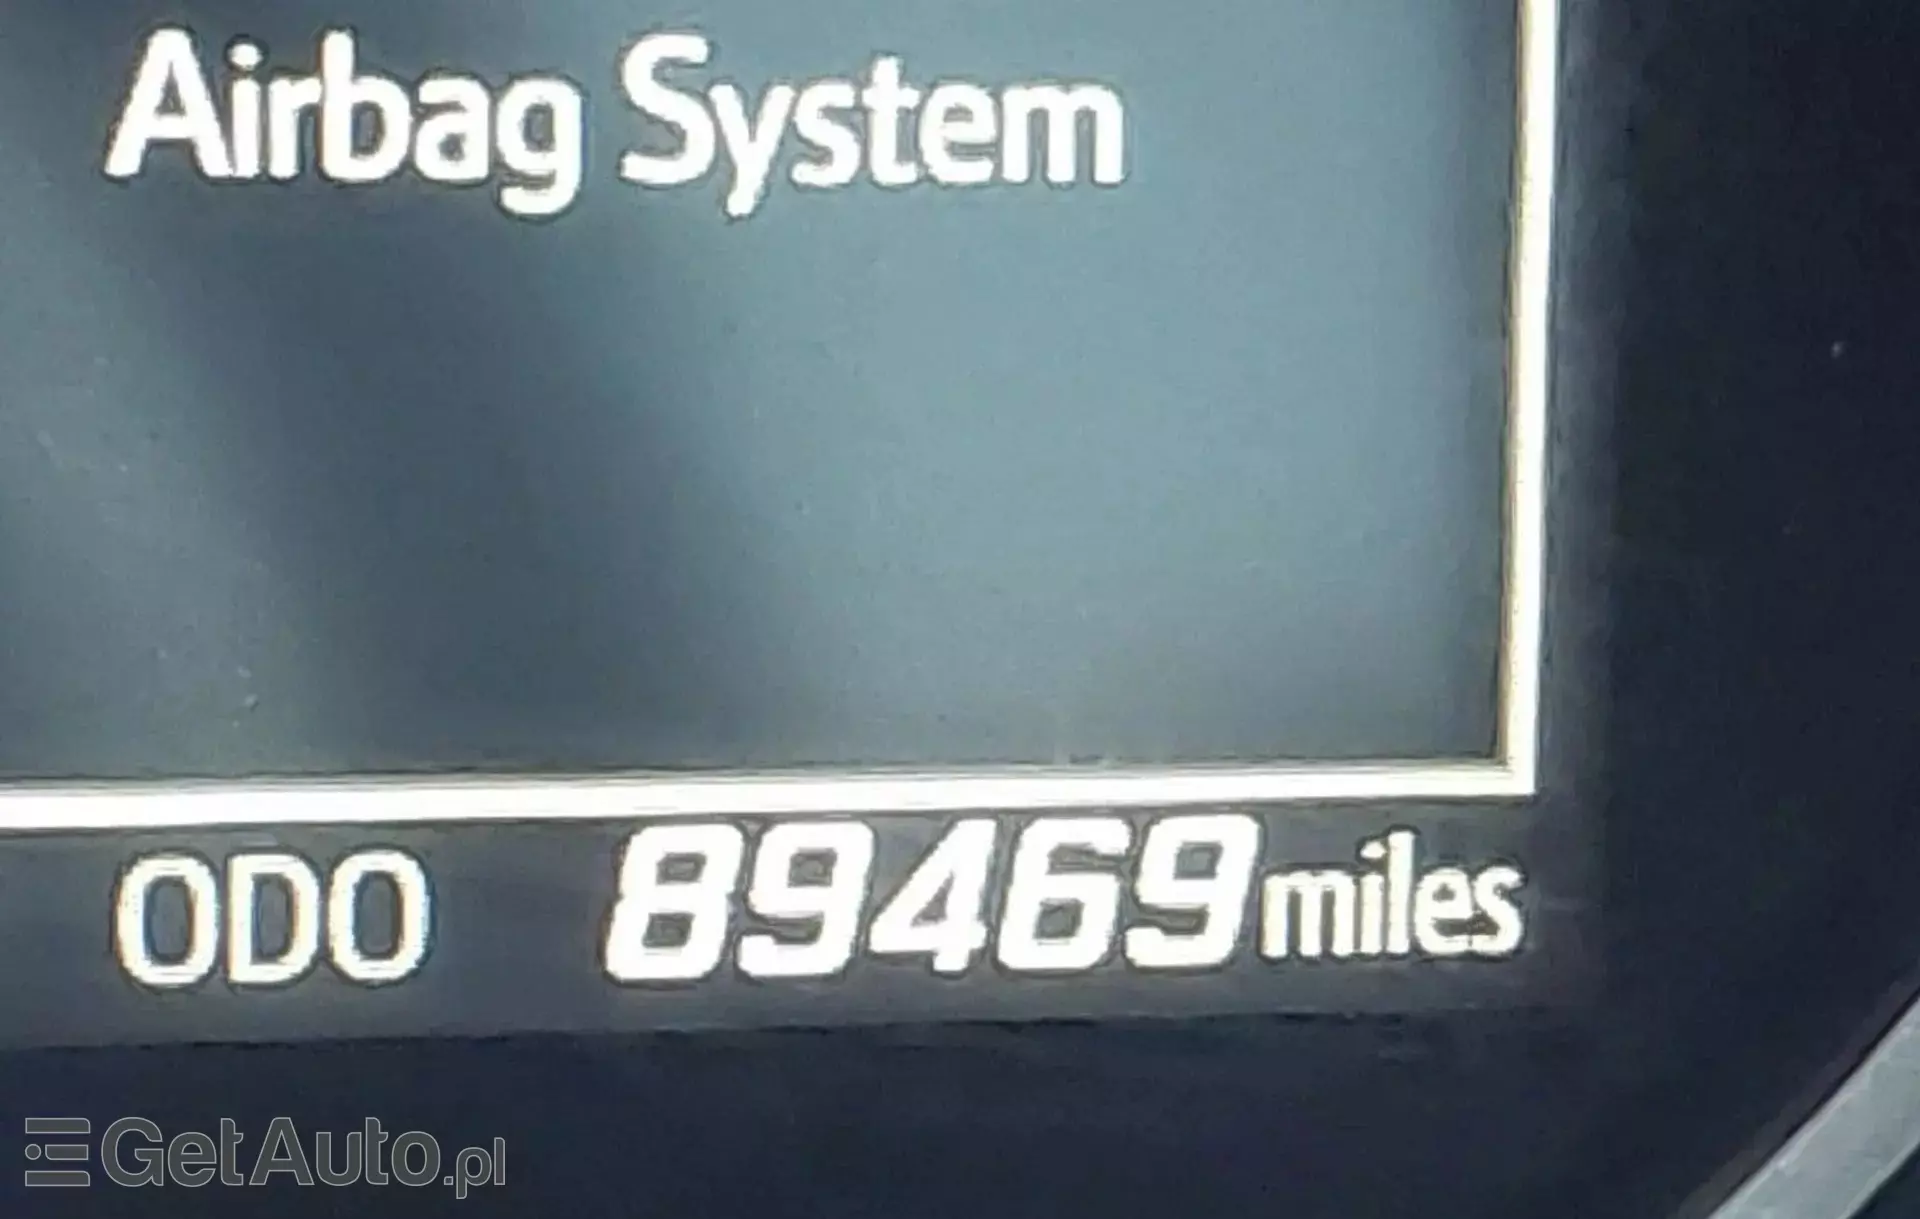 Airbag System
ODO 89469 miles
GetAuto.pl